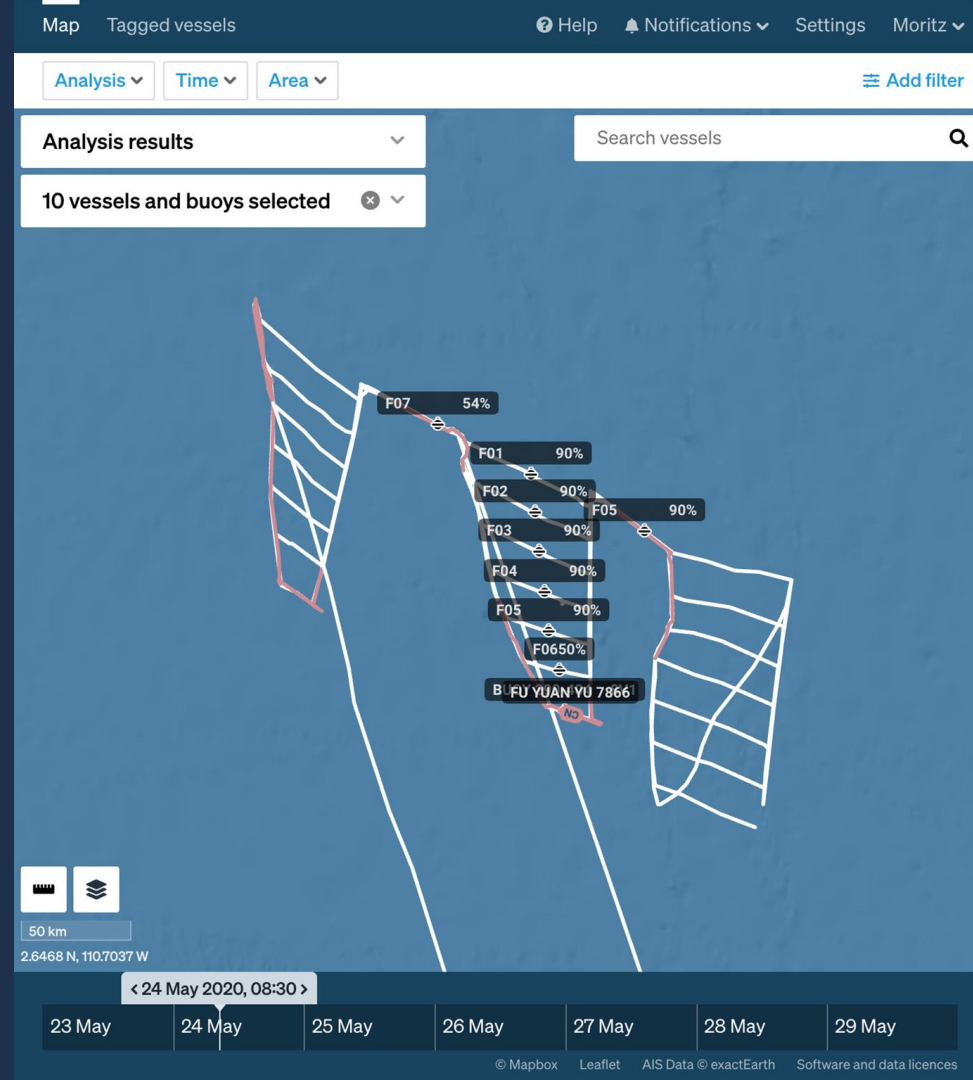 Map Tagged vessels Help Notifications Settings Moritz
Analysis Time Area Add filter
Analysis results
Search vessels
10 vessels and buoys selected
F07 54%
F01 90%
F02 90%
F05 90%
F03 90%
F04 90%
F05 90%
F0650%
FU YUAN YU 7866
CN
50 km
2.6468 N, 110.7037 W
< 24 May 2020, 08:30 >
23 May 24 May 25 May 26 May 27 May 28 May 29 May
© Mapbox Leaflet AIS Data © exactEarth Software and data licences